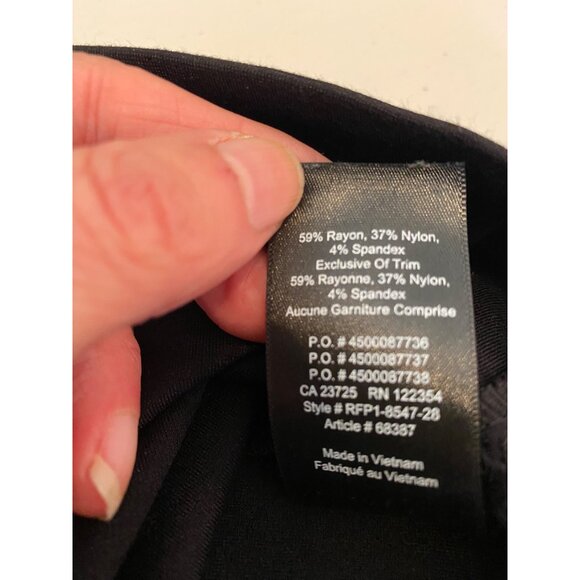 59% Rayon, 37% Nylon,
4% Spandex
Exclusive Of Trim
59% Rayonne, 37% Nylon,
4% Spandex
Aucune Garniture Comprise
P.O. # 4500087736
P.O. # 4500087737
P.O. # 4500087738
CA 23725 RN 122354
Style # RFP1-8547-28
Article # 68387
Made in Vietnam
Fabriqué au Vietnam